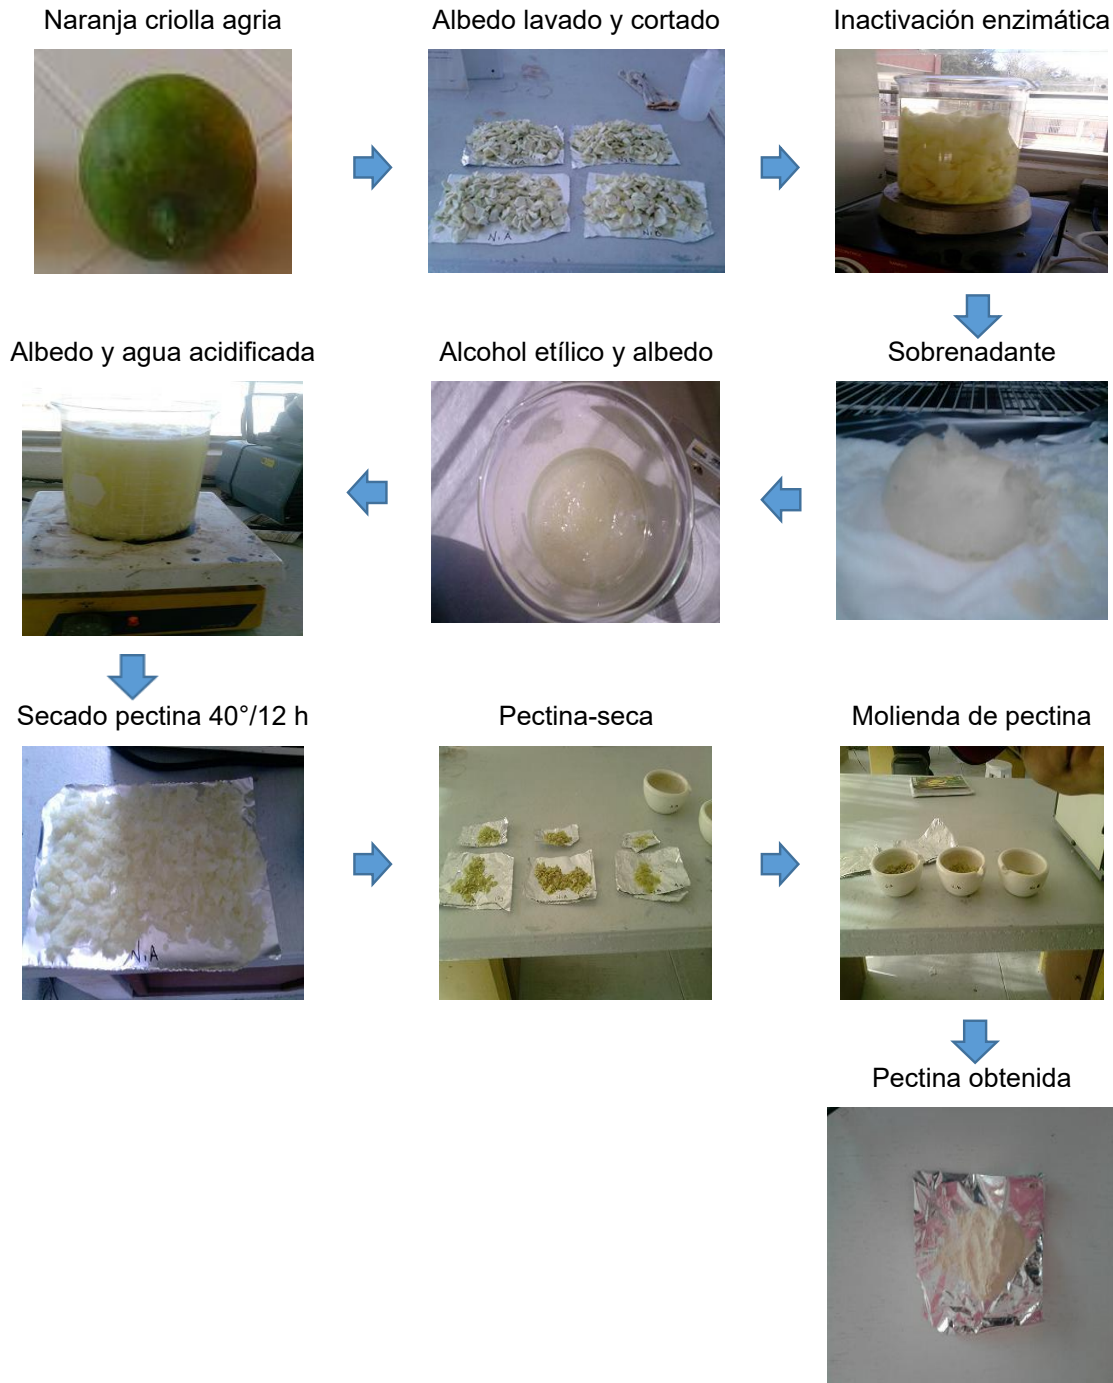 Naranja criolla agria
Albedo lavado y cortado
Inactivación enzimática
N.A
Sobrenadante
Alcohol etílico y albedo
Albedo y agua acidificada
Secado pectina 40°/12 h
Pectina-seca
Molienda de pectina
N.A
Pectina obtenida